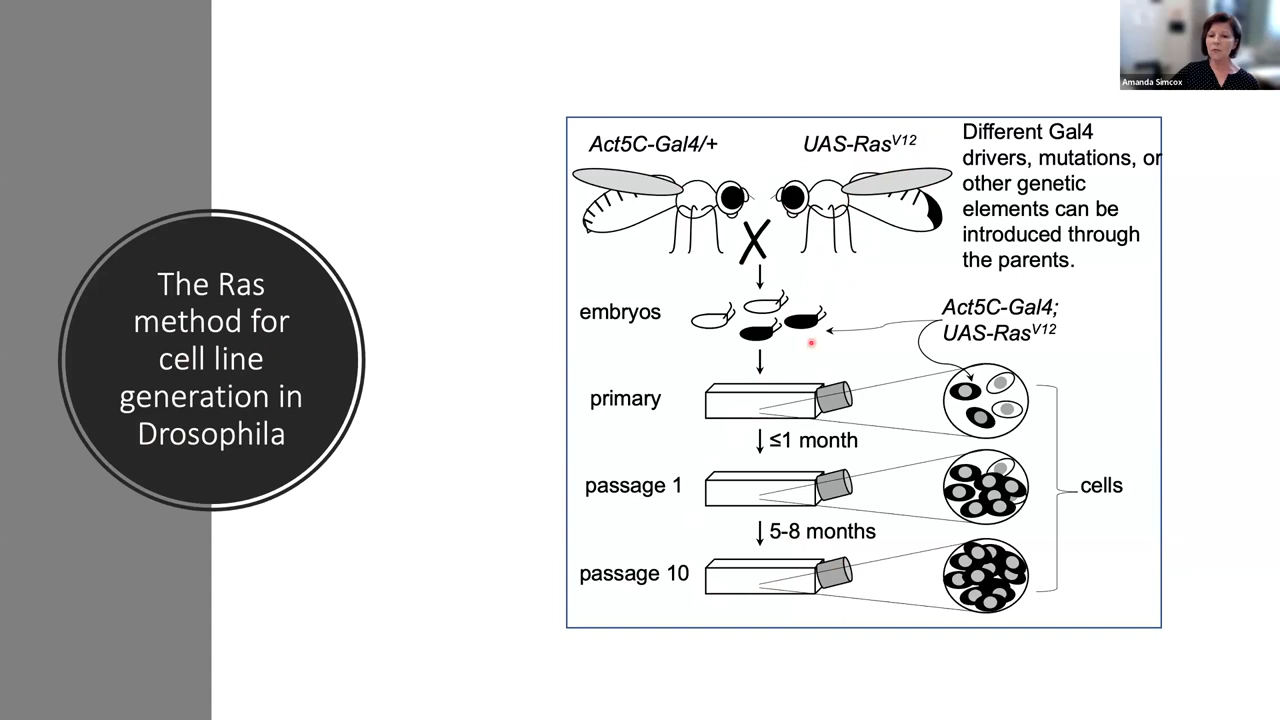 Amanda Simcox
The Ras
method for
cell line
generation in
Drosophila
Act5C-Gal4/+
UAS-Ras^V12
Different Gal4
drivers, mutations, or
other genetic
elements can be
introduced through
the parents.
X
embryos
Act5C-Gal4;
UAS-Ras^V12
primary
≤1 month
passage 1
cells
5-8 months
passage 10